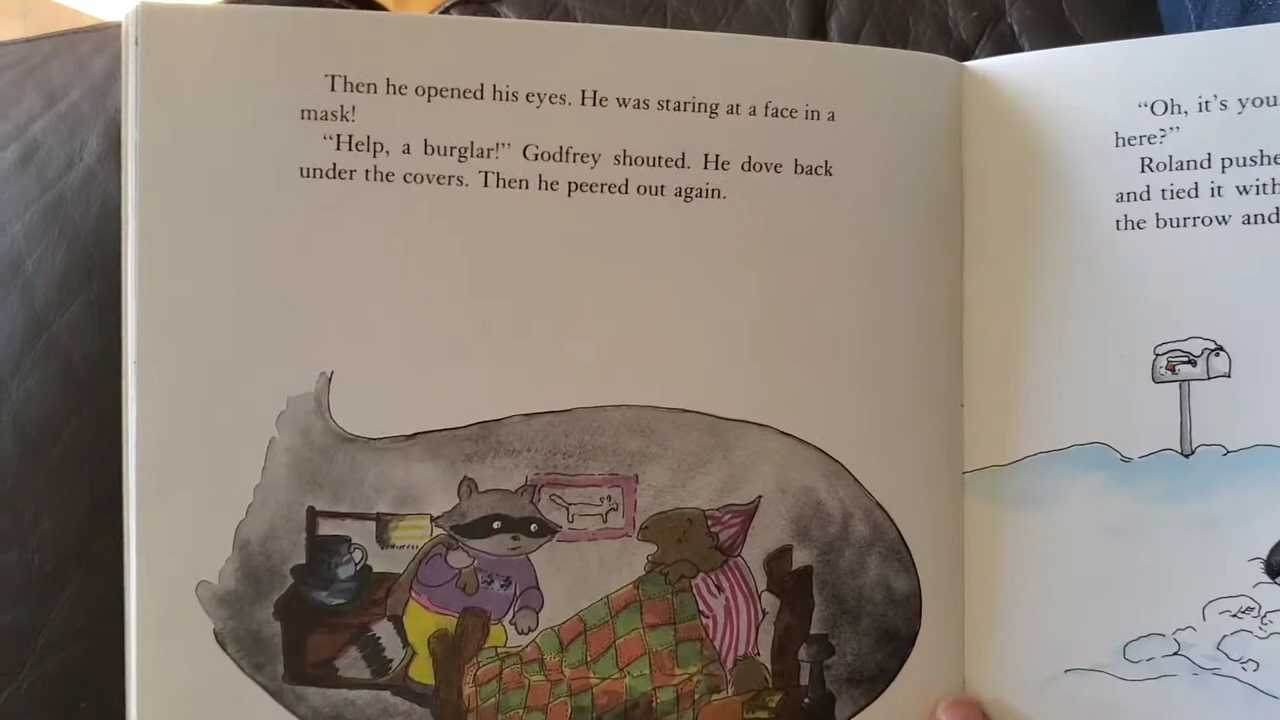 Then he opened his eyes. He was staring at a face in a
mask!
“Help, a burglar!” Godfrey shouted. He dove back
under the covers. Then he peered out again.
“Oh, it’s you
here?”
Roland pushe
and tied it with
the burrow and